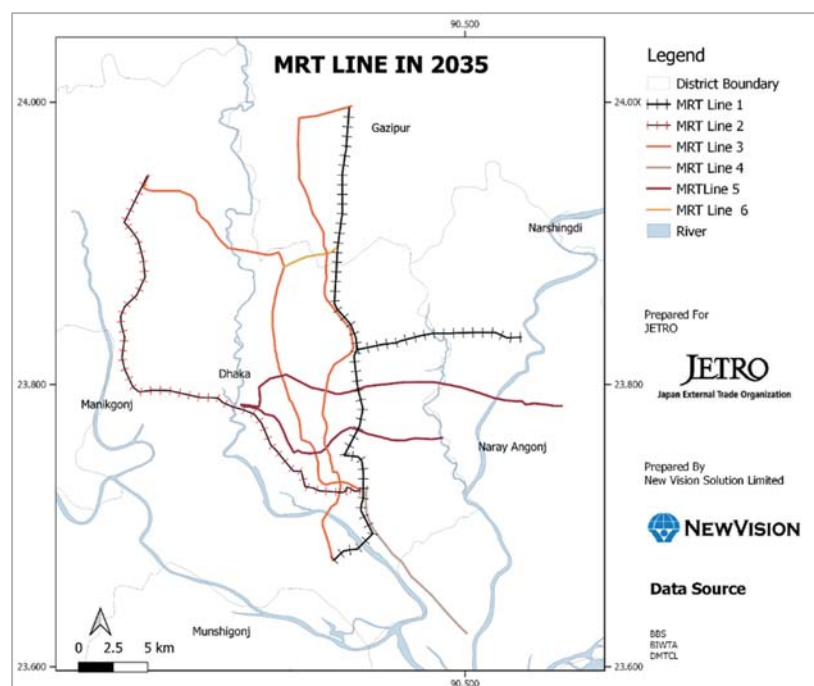 90.500
MRT LINE IN 2035
24.000
24.000
Gazipur
Narshingdi
Dhaka
23.800
23.800
Manikgonj
Naray Angonj
Munshigonj
0 2.5 5 km
23.600
23.600
90.500
Legend
District Boundary
MRT Line 1
MRT Line 2
MRT Line 3
MRT Line 4
MRTLine 5
MRT Line 6
River
Prepared For
JETRO
JETRO
Japan External Trade Organization
Prepared By
New Vision Solution Limited
NEWVISION
Data Source
BBS
BIWTA
DMTCL